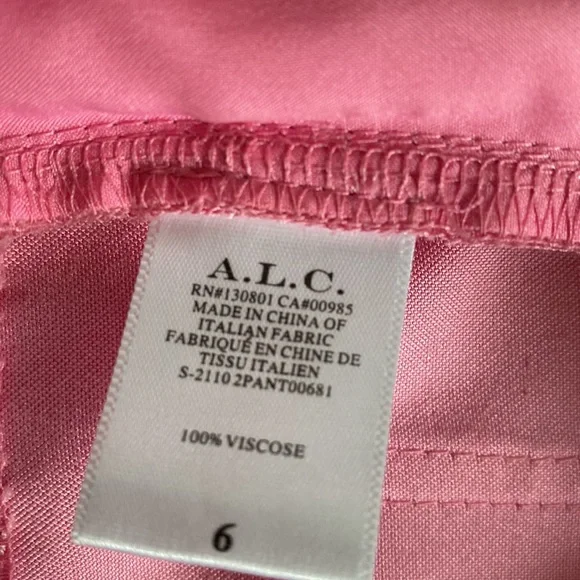 A.L.C.
RN#130801 CA#00985
MADE IN CHINA OF
ITALIAN FABRIC
FABRIQUÉ EN CHINE DE
TISSU ITALIEN
S-2110 2PANT00681
100% VISCOSE
6